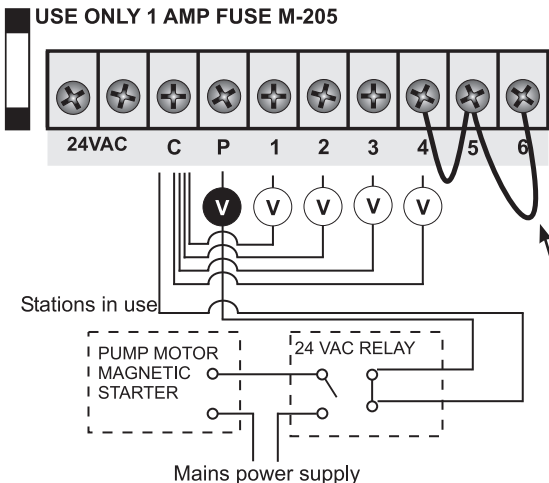 USE ONLY 1 AMP FUSE M-205
24VAC C P 1 2 3 4 5 6
V V V V V
Stations in use
PUMP MOTOR
MAGNETIC
STARTER
24 VAC RELAY
Mains power supply